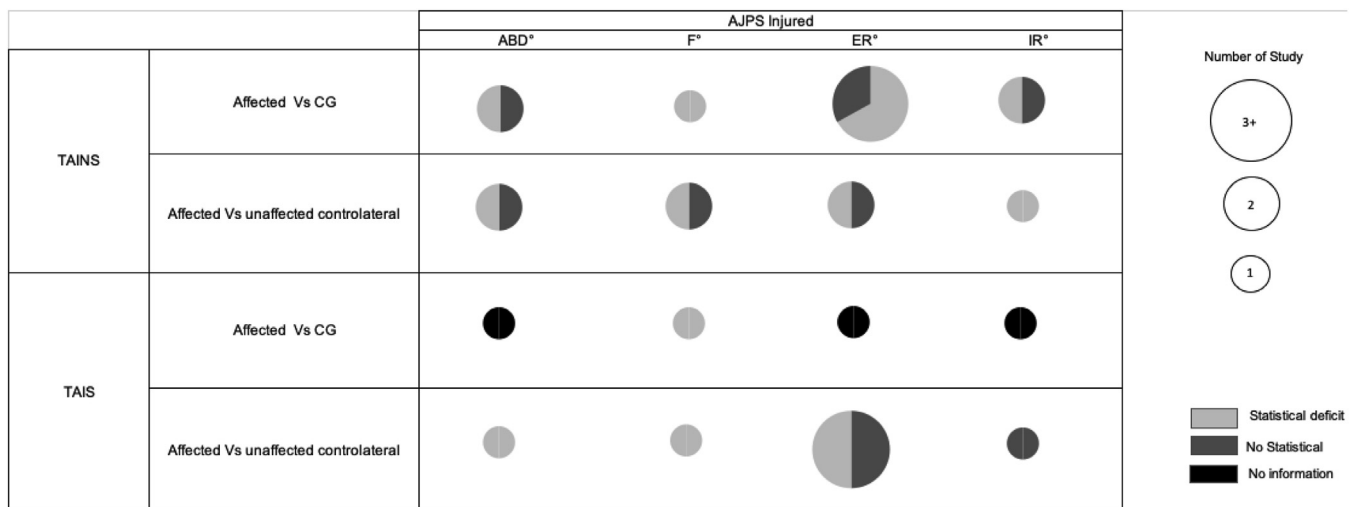 AJPS Injured
ABD° F° ER° IR°
Number of Study
Affected Vs CG
3+
TAINS
Affected Vs unaffected controlateral
2
1
Affected Vs CG
TAIS
Statistical deficit
Affected Vs unaffected controlateral
No Statistical
No information